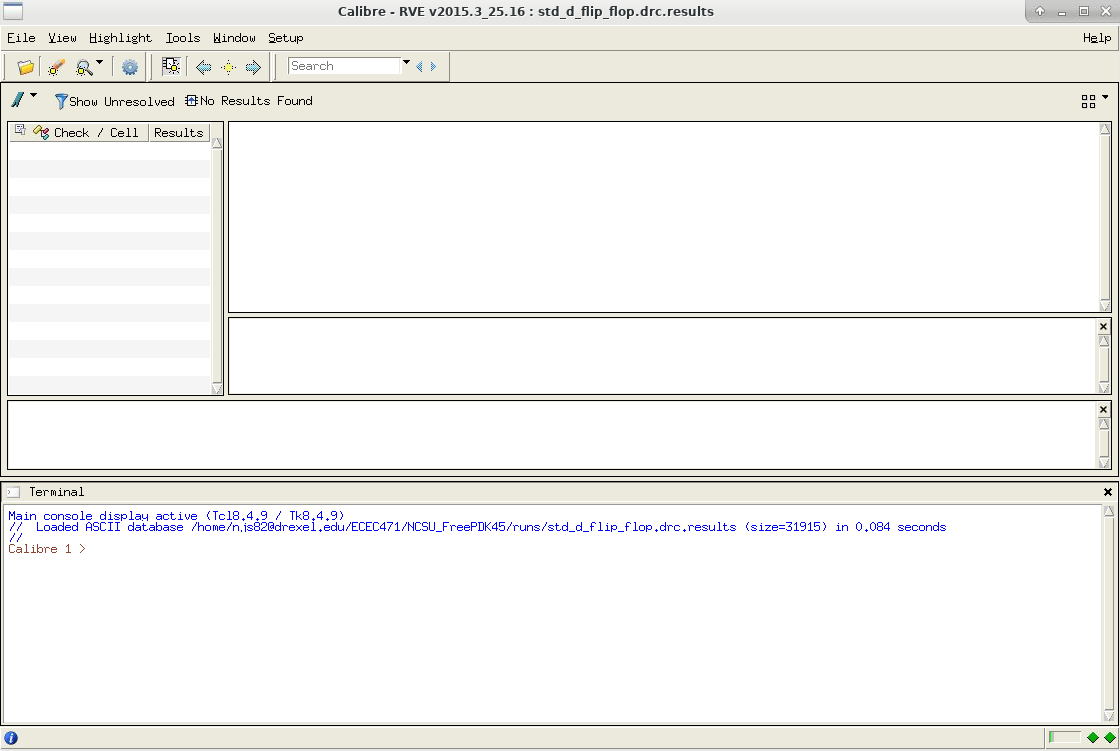 Calibre - RVE v2015.3_25.16 : std_d_flip_flop.drc.results
File View Highlight Tools Window Setup Help
Search
Show Unresolved No Results Found
Check / Cell Results
Terminal
Main console display active (Tcl8.4.9 / Tk8.4.9)
// Loaded ASCII database /home/njs82@drexel.edu/ECEC471/NCSU_FreePDK45/runs/std_d_flip_flop.drc.results (size=31915) in 0.084 seconds
//
Calibre 1 >